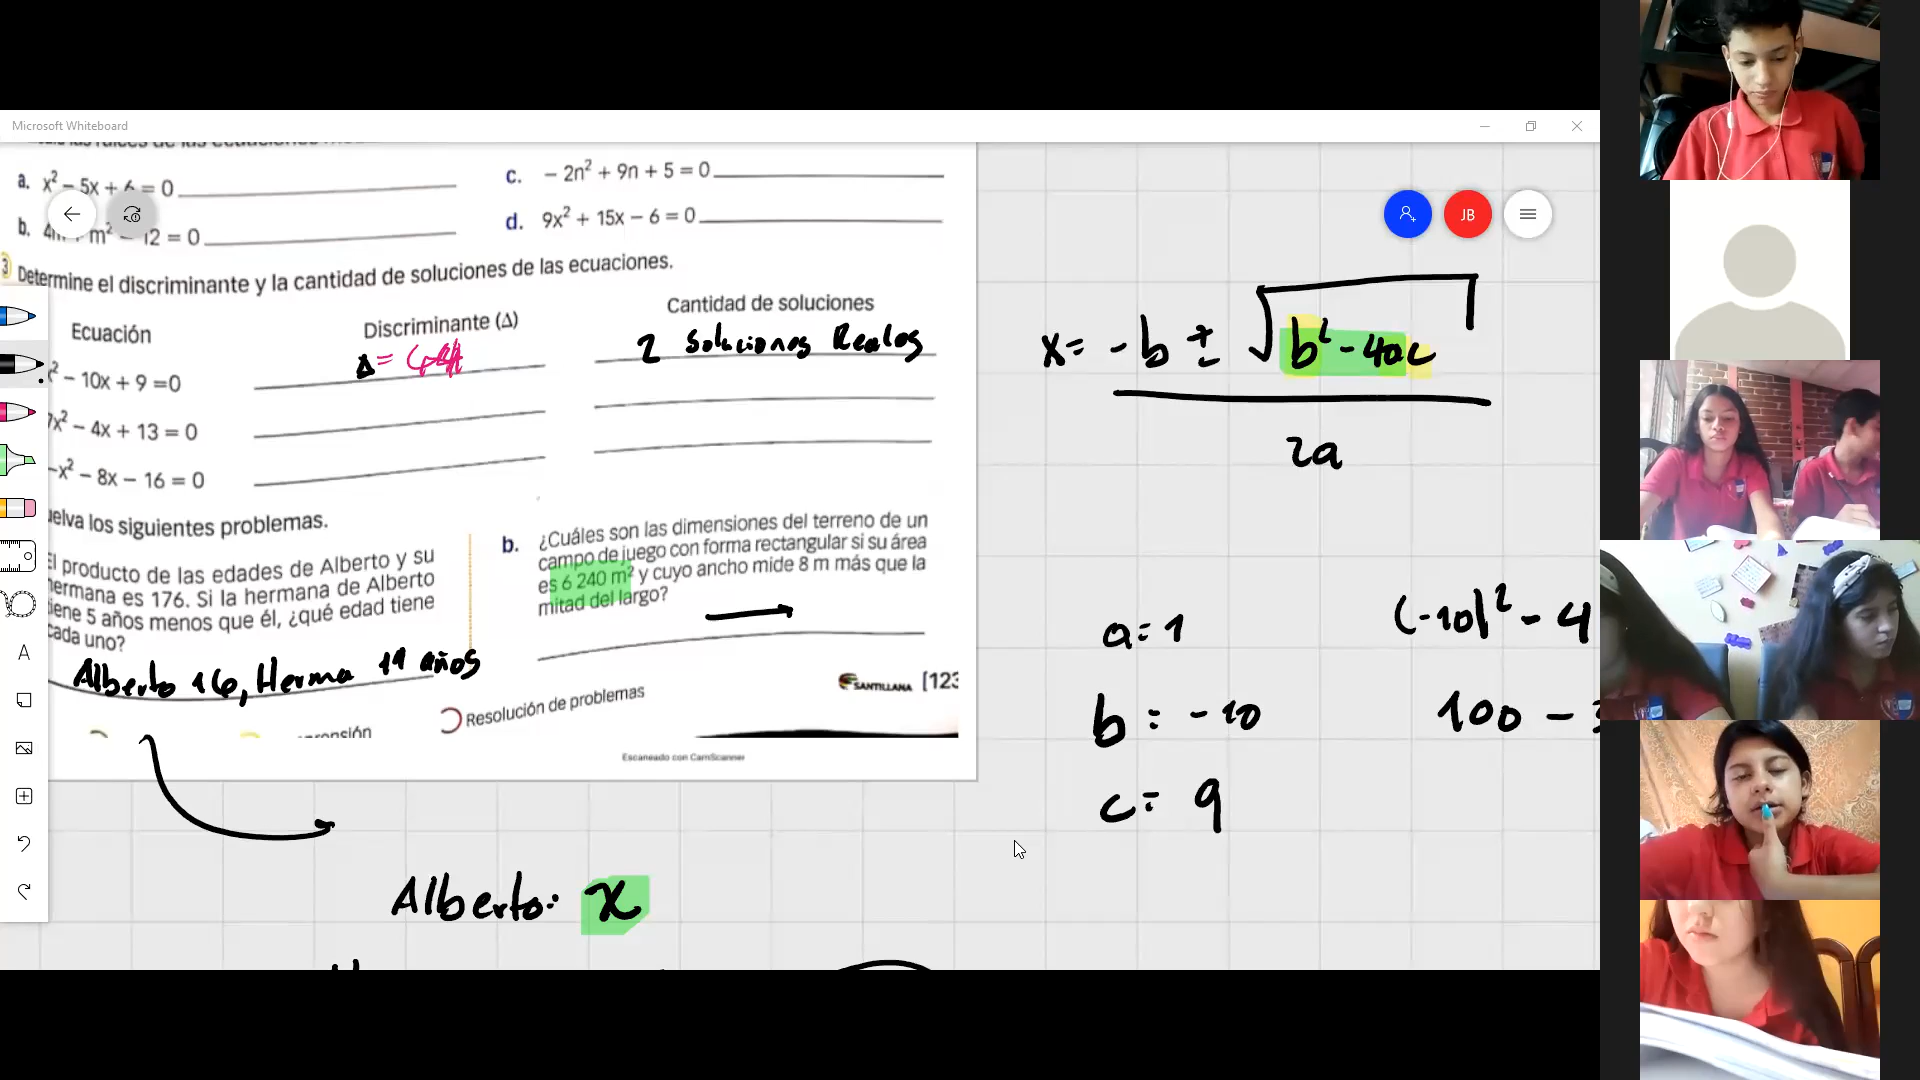 Microsoft Whiteboard
a. x² - 5x + 6 = 0
b. m² - 12 = 0
c. - 2n² + 9n + 5 = 0
d. 9x² + 15x - 6 = 0
3 Determine el discriminante y la cantidad de soluciones de las ecuaciones.
Ecuación Discriminante (Δ) Cantidad de soluciones
x² - 10x + 9 =0 Δ = 2 Soluciones Reales
7x² - 4x + 13 = 0
-x² - 8x - 16 = 0
elva los siguientes problemas.
El producto de las edades de Alberto y su
hermana es 176. Si la hermana de Alberto
tiene 5 años menos que él, ¿qué edad tiene
cada uno?
Alberto 16, Herma 11 años
b. ¿Cuáles son las dimensiones del terreno de un
campo de juego con forma rectangular si su área
es 6 240 m² y cuyo ancho mide 8 m más que la
mitad del largo?
SANTILLANA [123
Resolución de problemas
Escaneado con CamScanner
Alberto: x
JB
x= -b ± √b² - 4ac
2a
a=1
b = -10
c= 9
(-10)² - 4
100 - 3